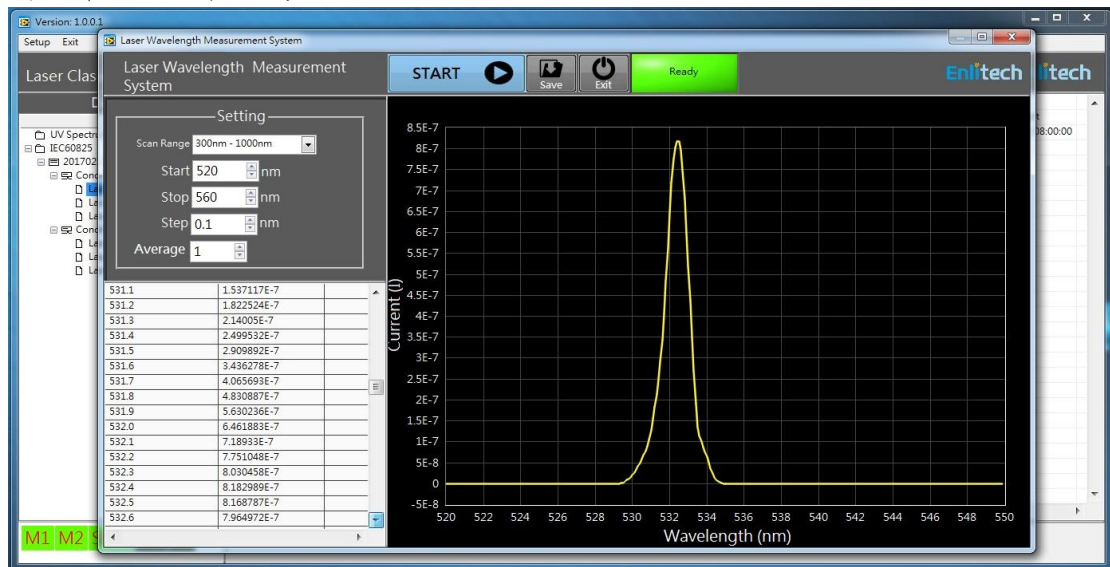 Version: 1.0.0.1
Setup Exit
Laser Wavelength Measurement System
Laser Clas
Laser Wavelength Measurement
System
START
Save
Exit
Ready
Enlitech
litech
Setting
Scan Range 300nm - 1000nm
Start 520 nm
Stop 560 nm
Step 0.1 nm
Average 1
UV Spectru
IEC60825
201702
Cond
La
La
La
Cond
La
La
La
08:00:00
531.1 1.537117E-7
531.2 1.822524E-7
531.3 2.14005E-7
531.4 2.499532E-7
531.5 2.909892E-7
531.6 3.436278E-7
531.7 4.065693E-7
531.8 4.830887E-7
531.9 5.630236E-7
532.0 6.461883E-7
532.1 7.18933E-7
532.2 7.751048E-7
532.3 8.030458E-7
532.4 8.182989E-7
532.5 8.168787E-7
532.6 7.964972E-7
Current (I)
8.5E-7
8E-7
7.5E-7
7E-7
6.5E-7
6E-7
5.5E-7
5E-7
4.5E-7
4E-7
3.5E-7
3E-7
2.5E-7
2E-7
1.5E-7
1E-7
5E-8
0
-5E-8
520 522 524 526 528 530 532 534 536 538 540 542 544 546 548 550
Wavelength (nm)
M1 M2